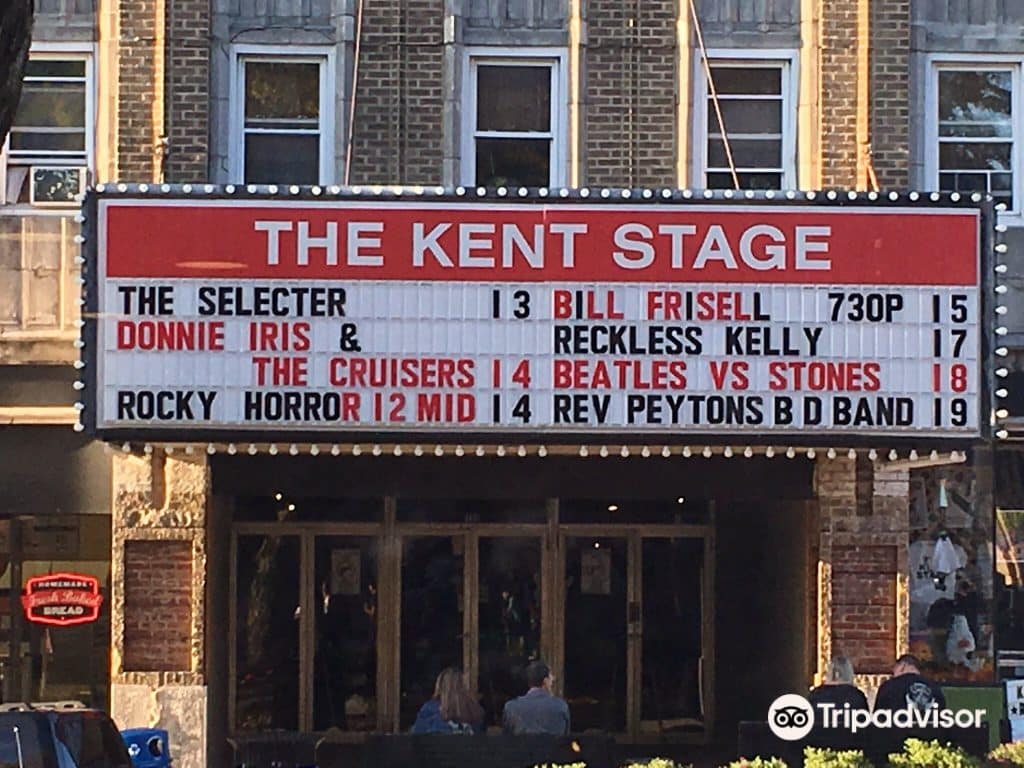 THE KENT STAGE
THE SELECTER 13
DONNIE IRIS &
THE CRUISERS 14
ROCKY HORROR 12 MID 14
BILL FRISELL 730P 15
RECKLESS KELLY 17
BEATLES VS STONES 18
REV PEYTONS B D BAND 19
HOMEMADE
Fresh Baked
BREAD
Tripadvisor